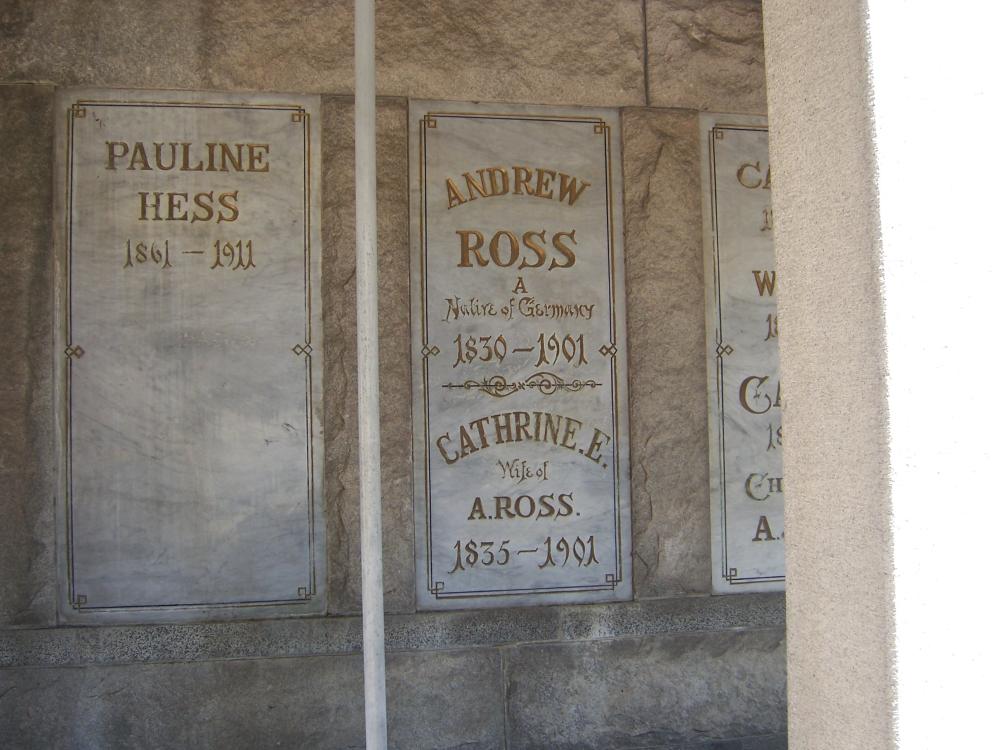 PAULINE
HESS
1861 – 1911
ANDREW
ROSS
A
Native of Germany
1830 – 1901
CATHRINE. E.
Wife of
A. ROSS.
1835 – 1901